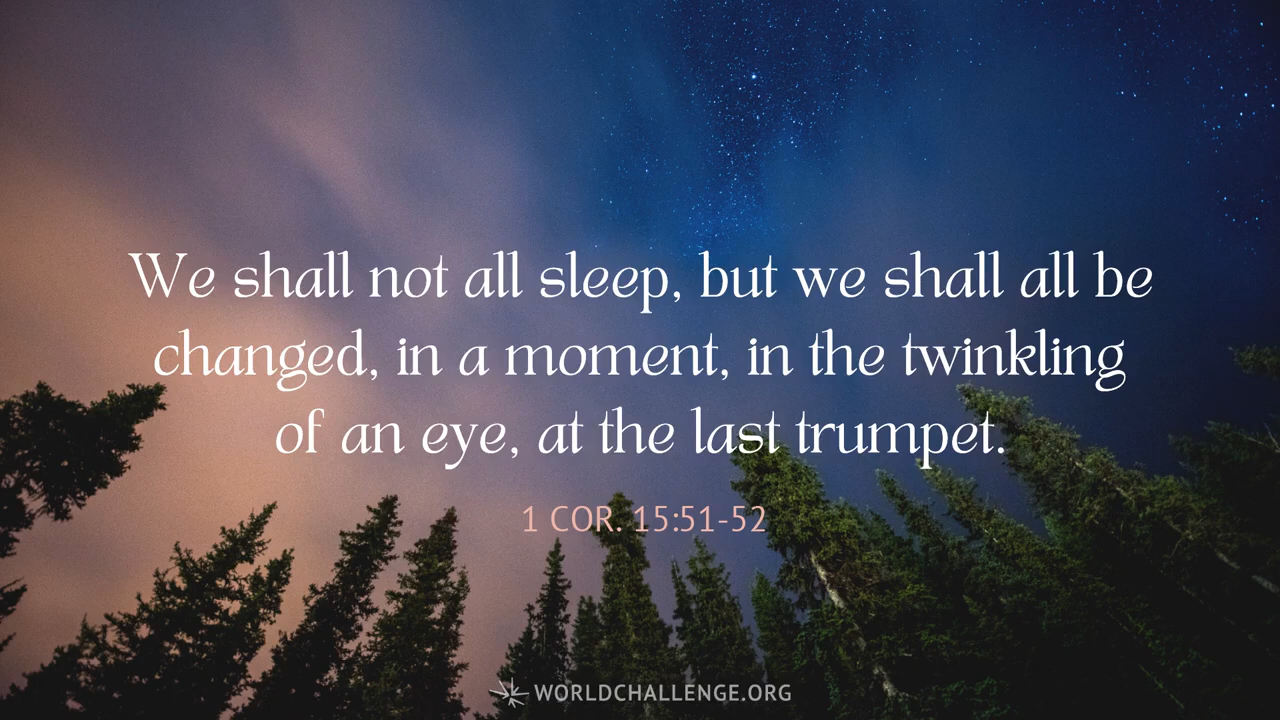 We shall not all sleep, but we shall all be
changed, in a moment, in the twinkling
of an eye, at the last trumpet.
1 COR. 15:51-52
WORLDCHALLENGE.ORG